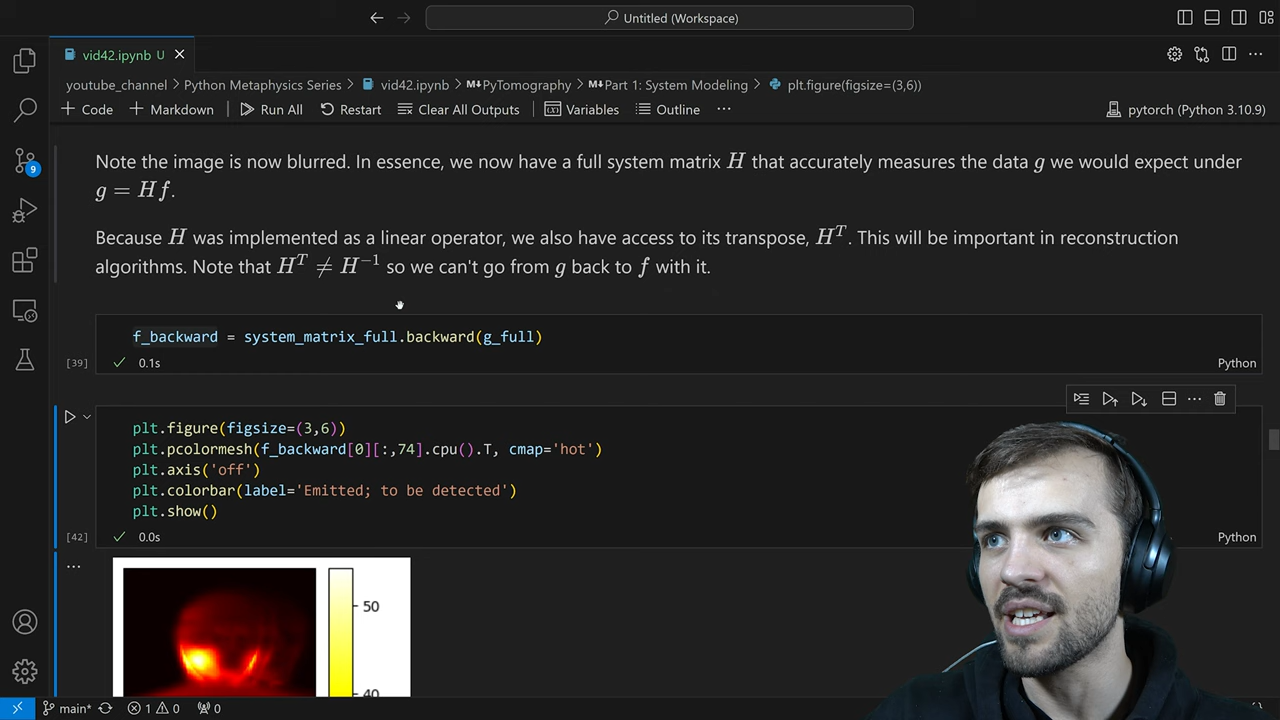 Untitled (Workspace)
vid42.ipynb U
youtube_channel > Python Metaphysics Series > vid42.ipynb > PyTomography > Part 1: System Modeling > plt.figure(figsize=(3,6))
+ Code + Markdown Run All Restart Clear All Outputs Variables Outline ... pytorch (Python 3.10.9)
Note the image is now blurred. In essence, we now have a full system matrix H that accurately measures the data g we would expect under
g = Hf.
Because H was implemented as a linear operator, we also have access to its transpose, H^T. This will be important in reconstruction
algorithms. Note that H^T ≠ H^{-1} so we can't go from g back to f with it.
f_backward = system_matrix_full.backward(g_full)
[39] 0.1s Python
plt.figure(figsize=(3,6))
plt.pcolormesh(f_backward[0][:,74].cpu().T, cmap='hot')
plt.axis('off')
plt.colorbar(label='Emitted; to be detected')
plt.show()
[42] 0.0s Python
50
40
9
main* 1 0 0